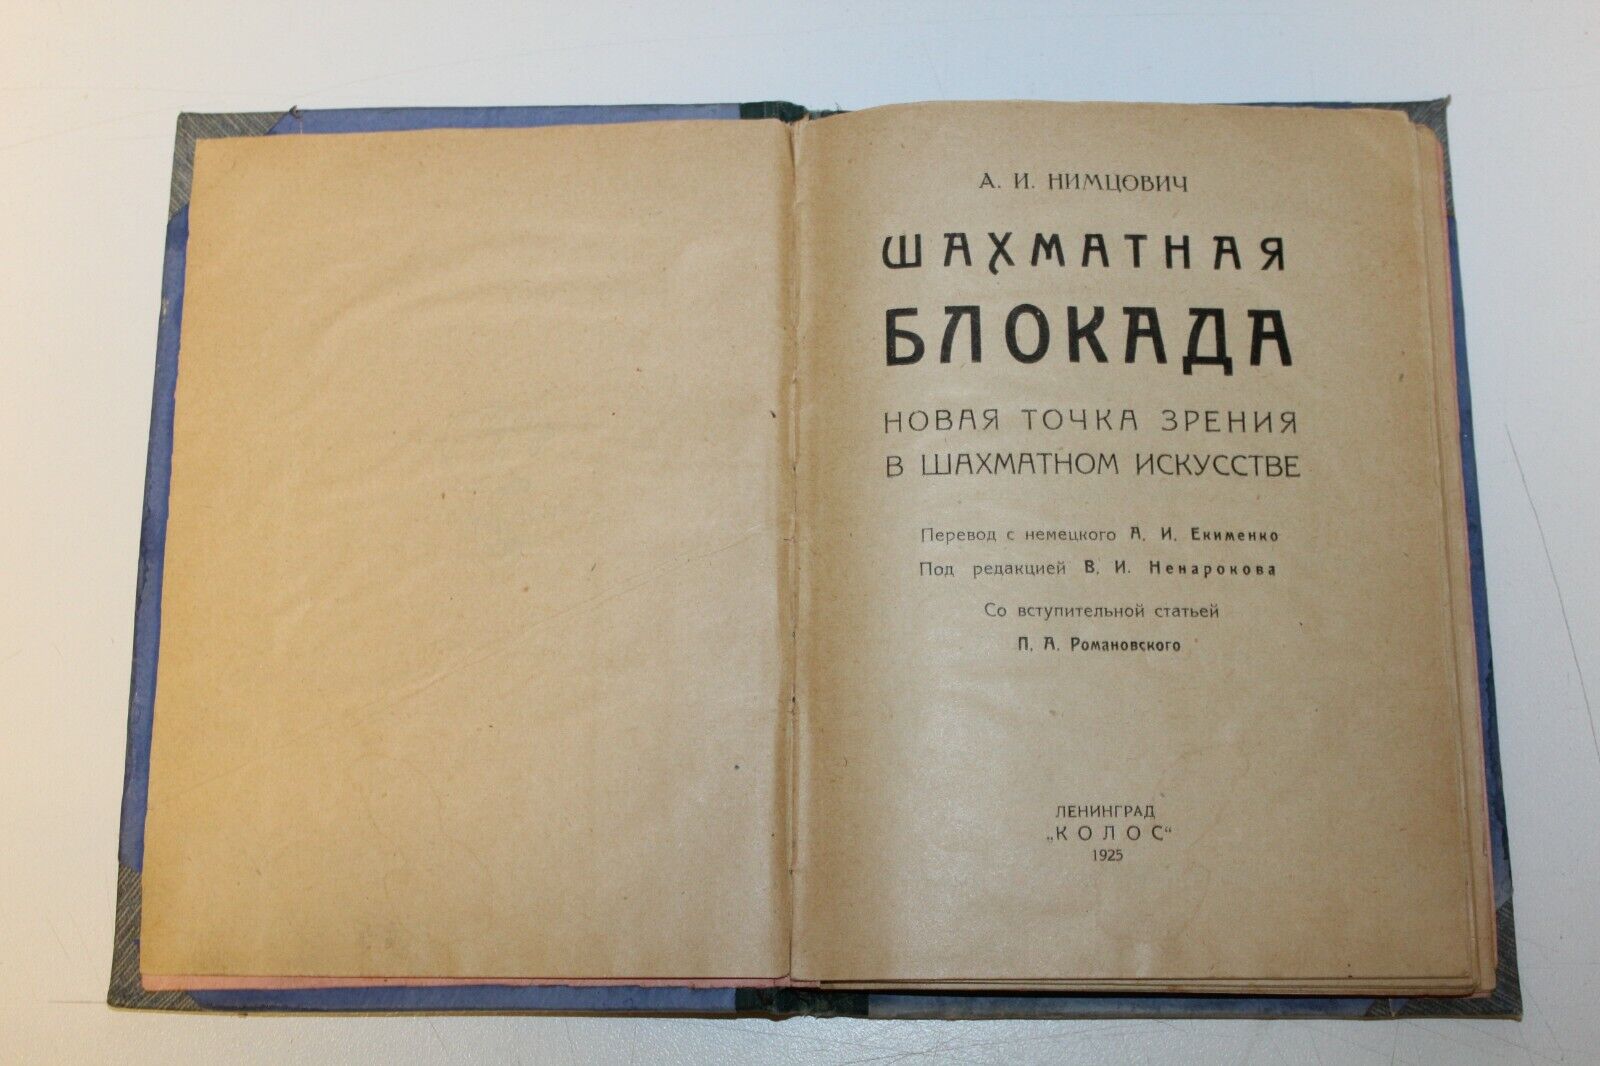 А. И. НИМЦОВИЧ
ШАХМАТНАЯ
БЛОКАДА
НОВАЯ ТОЧКА ЗРЕНИЯ
В ШАХМАТНОМ ИСКУССТВЕ
Перевод с немецкого А. И. Екименко
Под редакцией В. И. Ненарокова
Со вступительной статьей
П. А. Романовского
ЛЕНИНГРАД
„КОЛОС“
1925